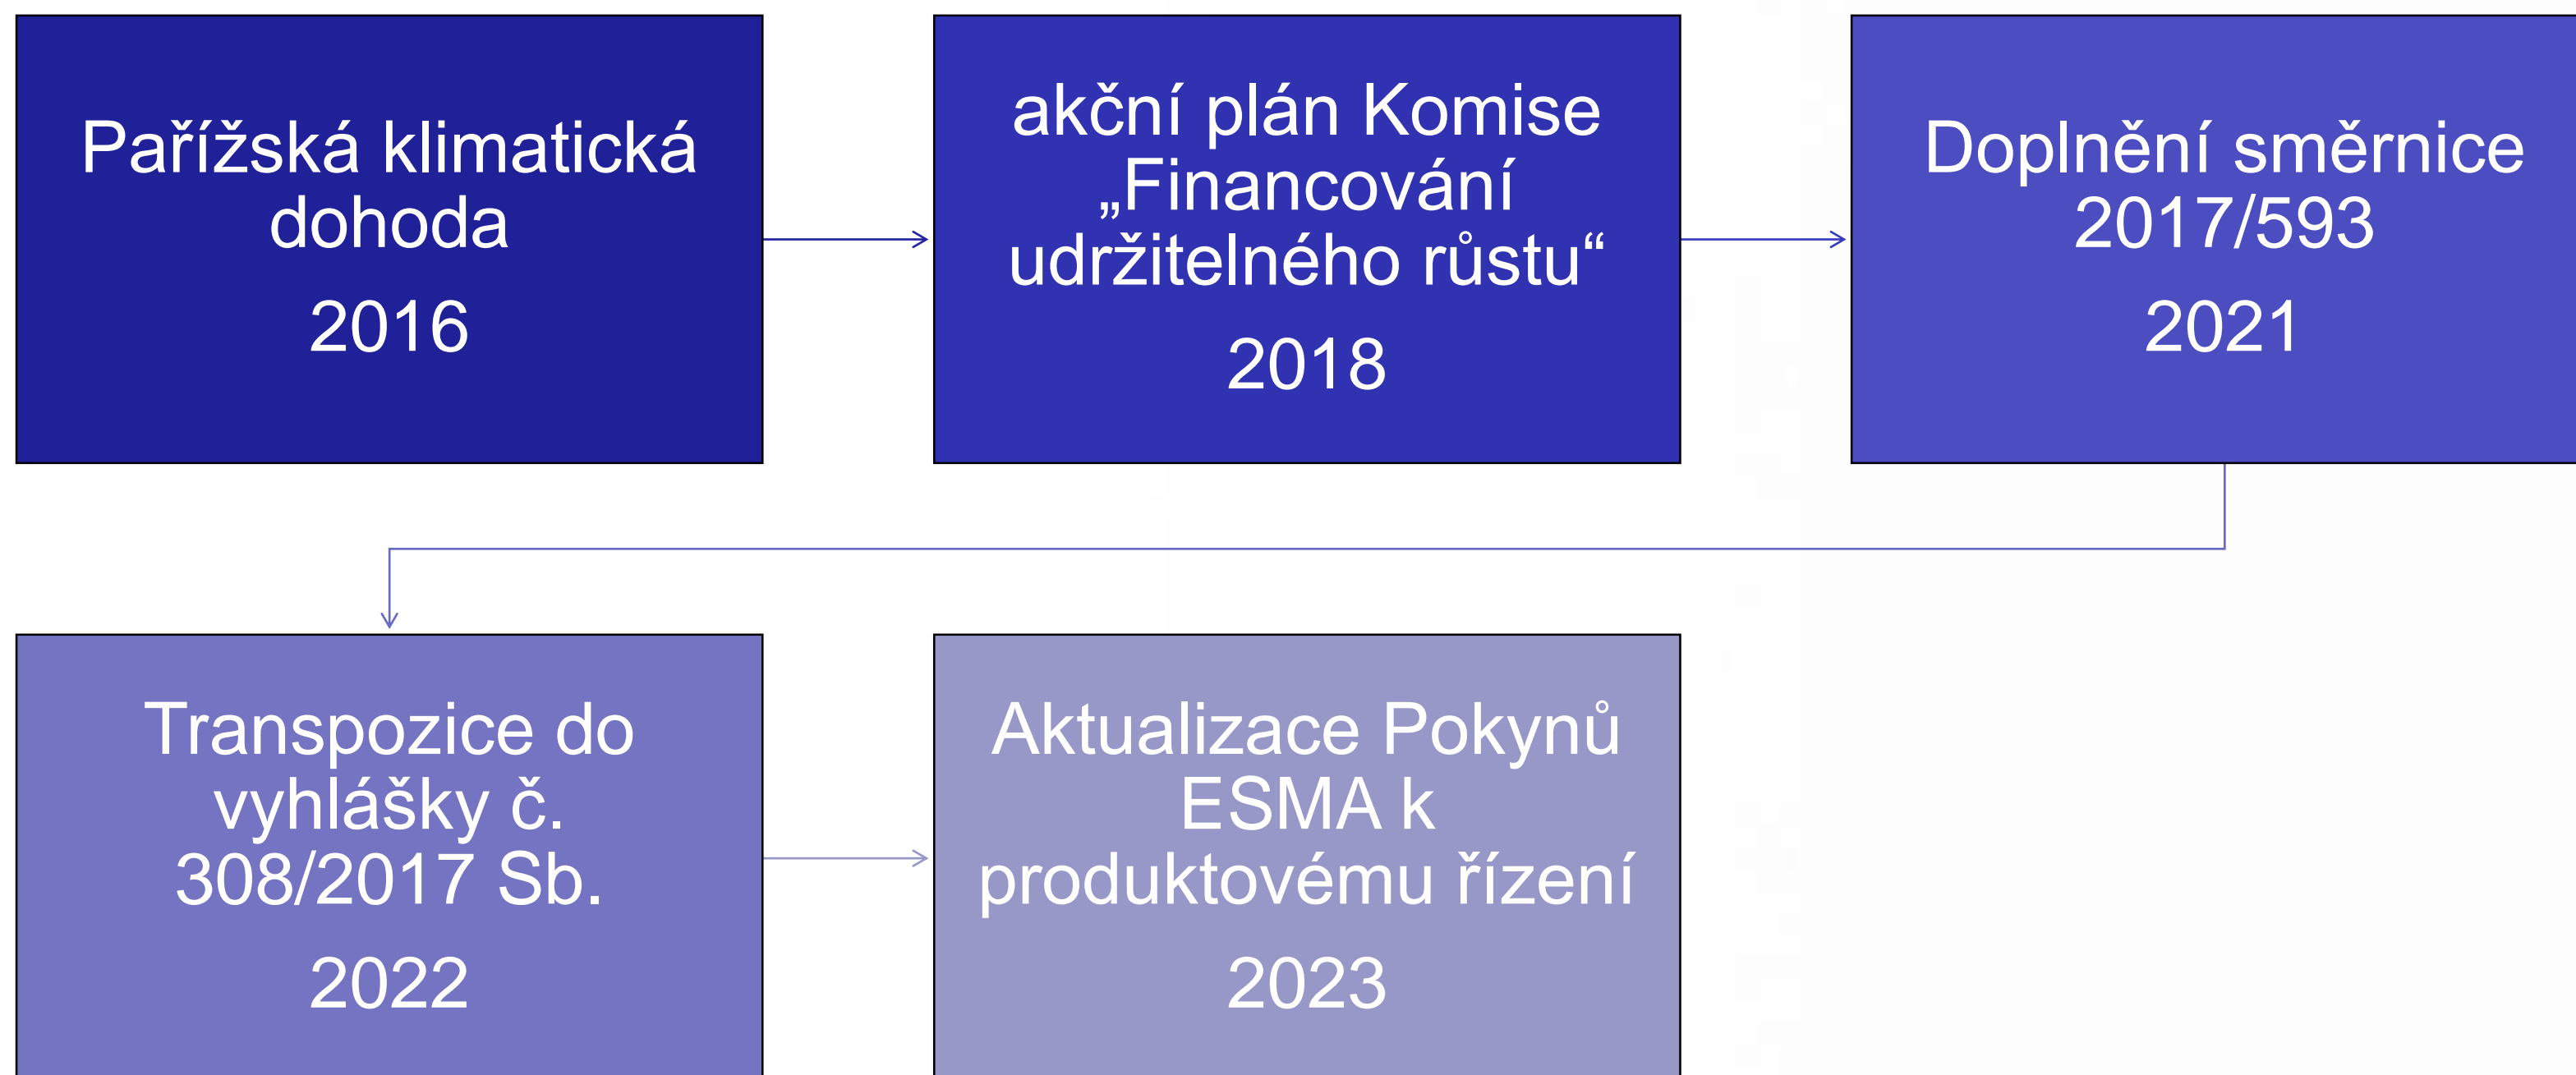 Pařížská klimatická
dohoda
2016
akční plán Komise
„Financování
udržitelného růstu“
2018
Doplnění směrnice
2017/593
2021
Transpozice do
vyhlášky č.
308/2017 Sb.
2022
Aktualizace Pokynů
ESMA k
produktovému řízení
2023